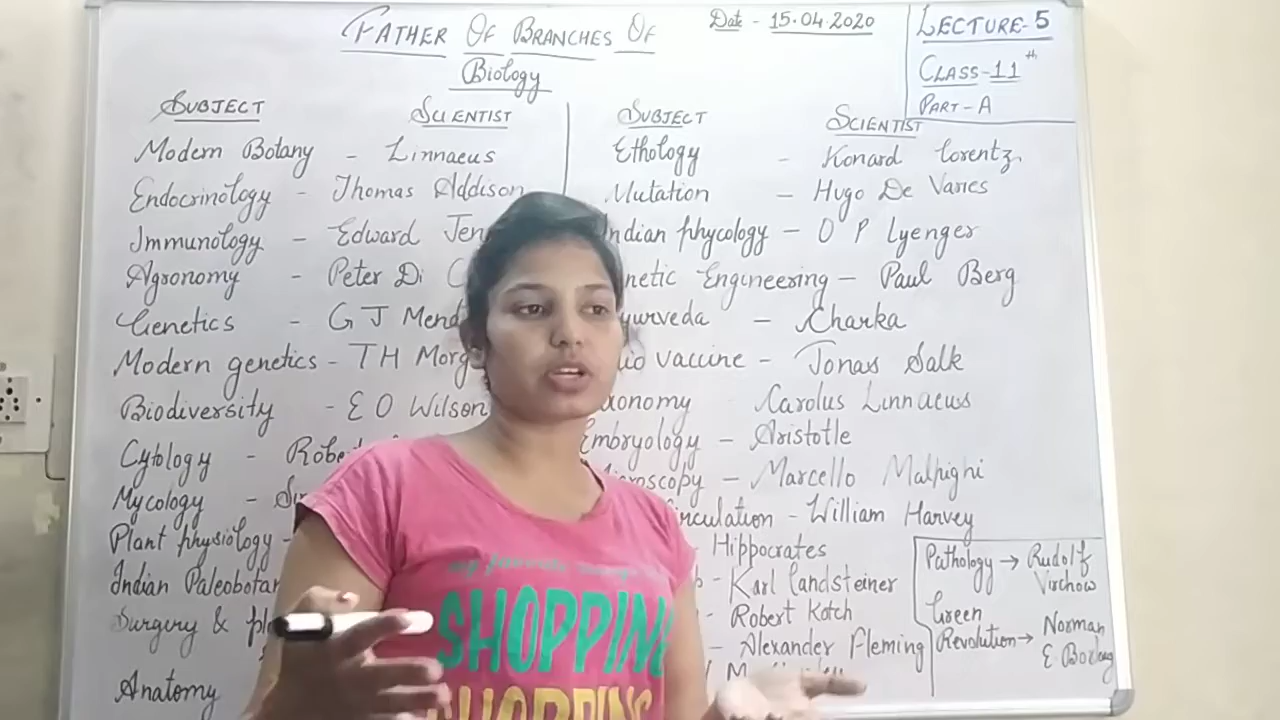 FATHER OF BRANCHES OF
Biology
Date - 15.04.2020
LECTURE-5
CLASS-11th
PART-A
SUBJECT SCIENTIST
Modern Botany - Linnaeus
Endocrinology - Thomas Addison
Immunology - Edward
Agronomy - Peter Di
Genetics - G J
Modern genetics - T H
Biodiversity - E O Wilson
Cytology -
Mycology -
Plant physiology -
Indian
Surgery &
Anatomy
SUBJECT SCIENTIST
Ethology - Konard Lorentz
Mutation - Hugo De Varies
Indian phycology - O P Lyenger
Engineering - Paul Berg
- Charka
vaccine - Jonas Salk
Carolus Linnaeus
Embryology - Aristotle
- Marcello Malpighi
- William Harvey
Hippocrates
- Karl Landsteiner
- Robert Kotch
- Alexander Fleming
Pathology → Rudolf
Virchow
Green
Revolution → Norman
E
SHOPPING
SHOPPING